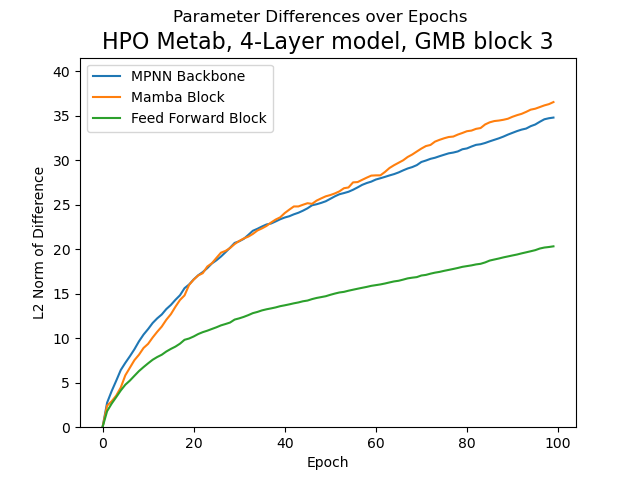 Parameter Differences over Epochs
HPO Metab, 4-Layer model, GMB block 3
MPNN Backbone
Mamba Block
Feed Forward Block
L2 Norm of Difference
40
35
30
25
20
15
10
5
0
0 20 40 60 80 100
Epoch